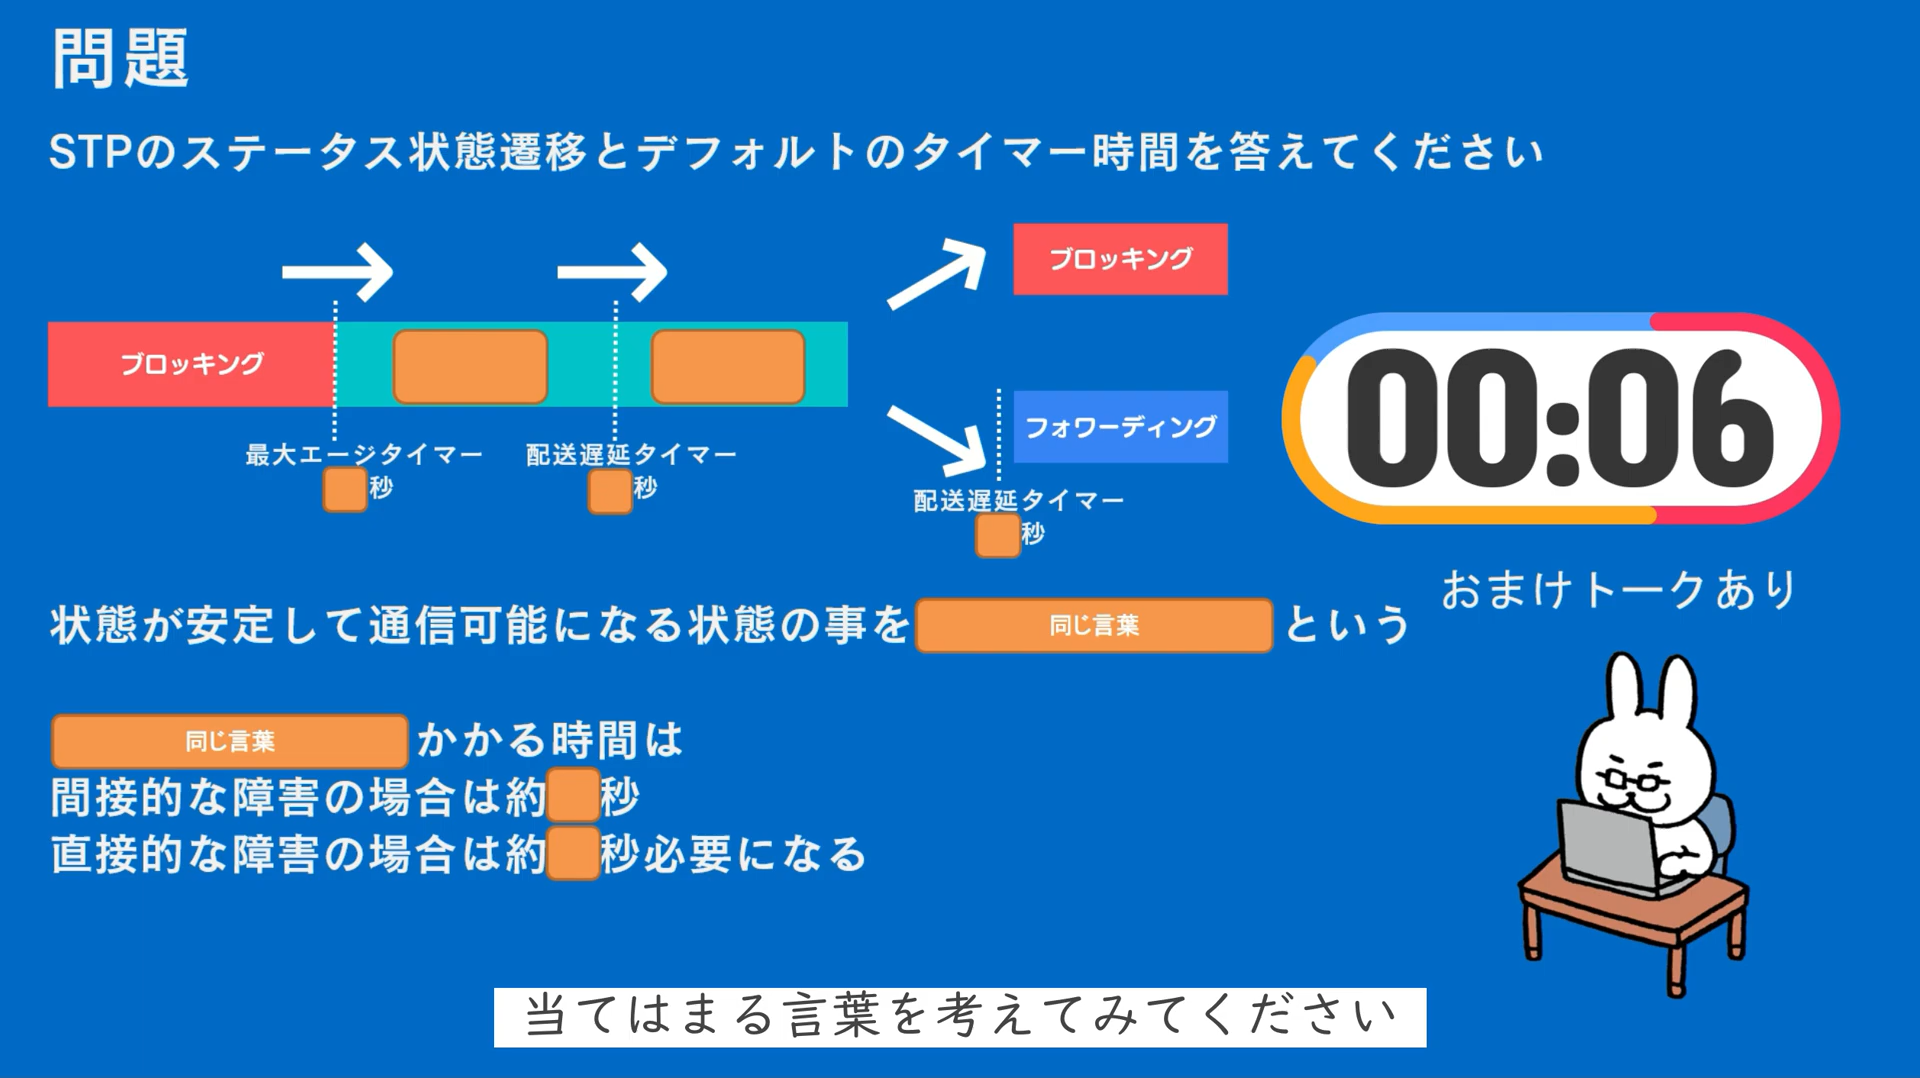 問題
STPのステータス状態遷移とデフォルトのタイマー時間を答えてください
ブロッキング
ブロッキング
フォワーディング
最大エージタイマー
秒
配送遅延タイマー
秒
配送遅延タイマー
秒
00:06
おまけトークあり
状態が安定して通信可能になる状態の事を 同じ言葉 という
同じ言葉 かかる時間は
間接的な障害の場合は約 秒
直接的な障害の場合は約 秒必要になる
当てはまる言葉を考えてみてください